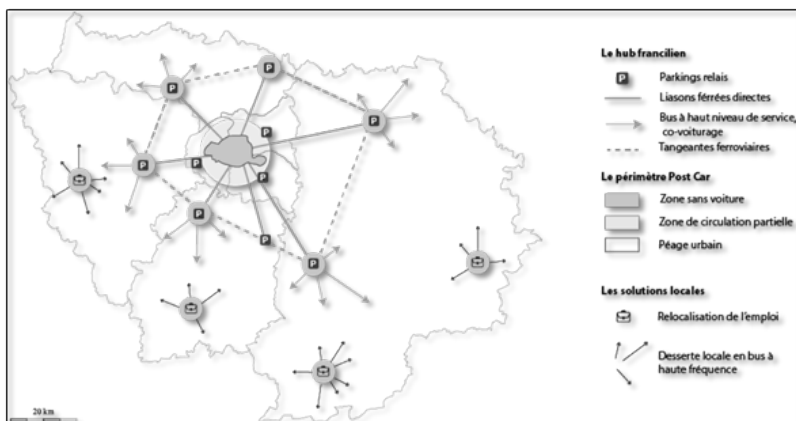 Le hub francilien
P Parkings relais
Liasons férrées directes
Bus à haut niveau de service,
co-voiturage
Tangeantes ferroviaires
Le périmètre Post Car
Zone sans voiture
Zone de circulation partielle
Péage urbain
Les solutions locales
Relocalisation de l'emploi
Desserte locale en bus à
haute fréquence
P
P
P
P
P
P
P
P
P
P
20 km